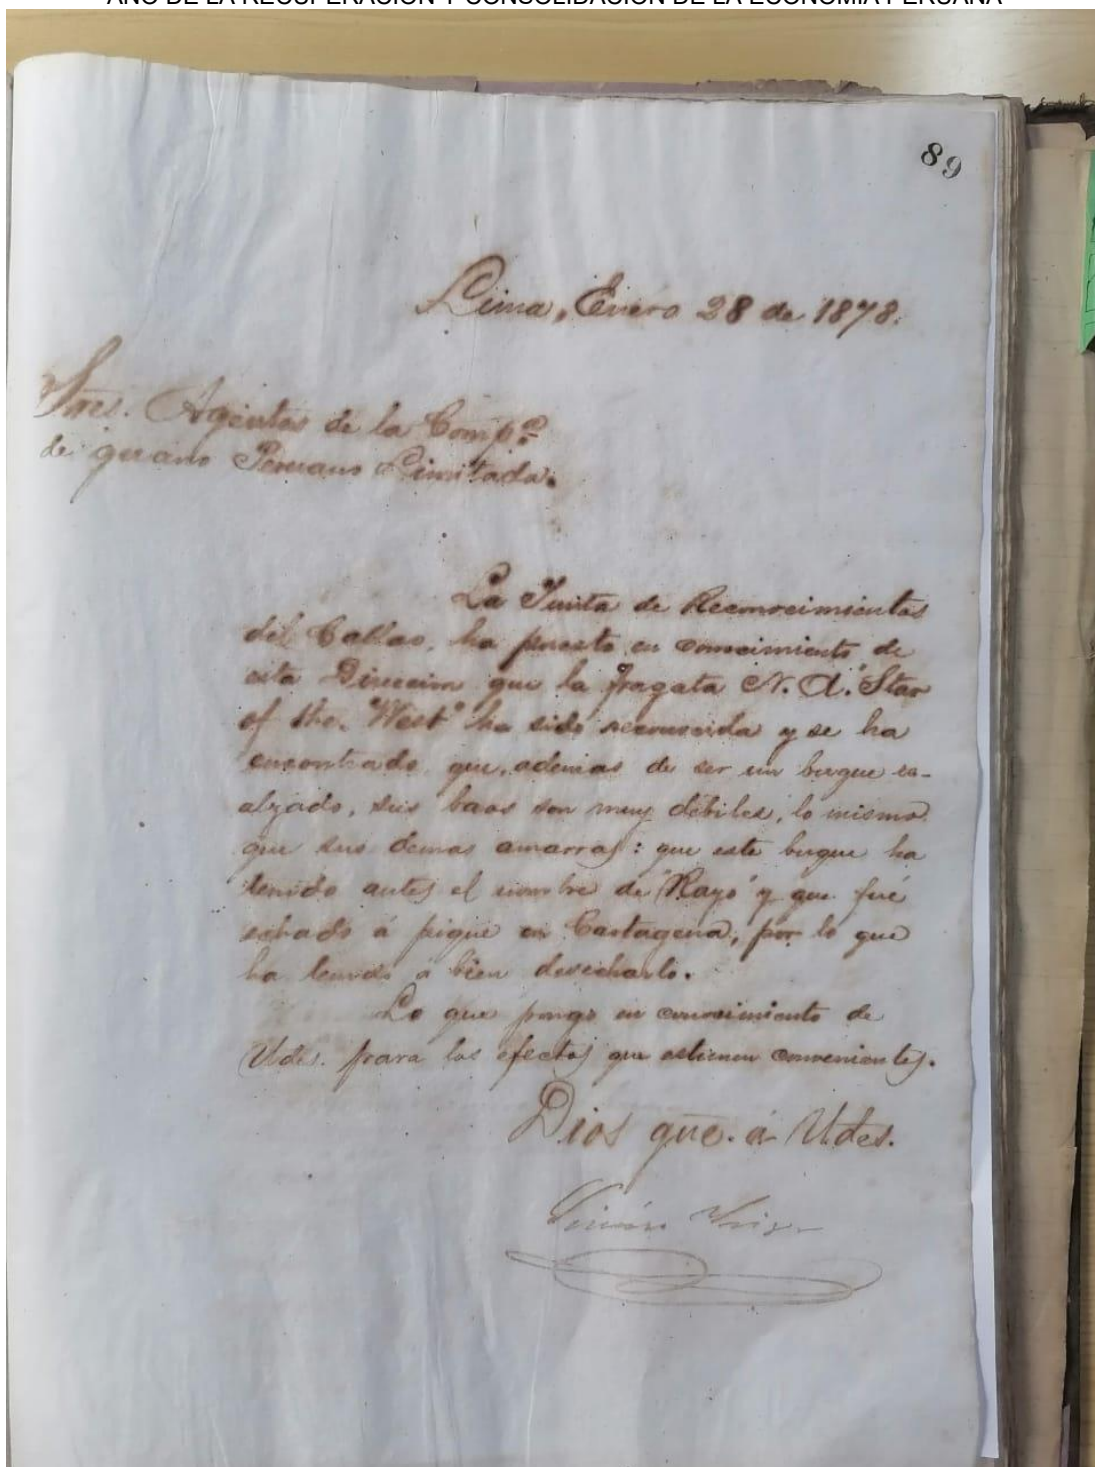 AÑO DE LA RECUPERACIÓN Y CONSOLIDACIÓN DE LA ECONOMÍA PERUANA
89
Lima, Enero 28 de 1878.
Sres. Agentes de la Compª
de guano Peruano Limitada.
La Junta de Reconocimientos
del Callao, ha puesto en conocimiento de
esta Direccion que la fragata N. A. "Star
of the West" ha sido reconocida y se ha
encontrado que, ademas de ser un buque
sus baos son muy débiles, lo mismo
que sus demas amarras: que este buque ha
tenido antes el nombre de "Rayo" y que fué
echado á pique en Cartagena, por lo que
ha tenido á bien desecharlo.
Lo que pongo en conocimiento de
Udes. para los efectos que estimen convenientes.
Dios gũe. á Udes.